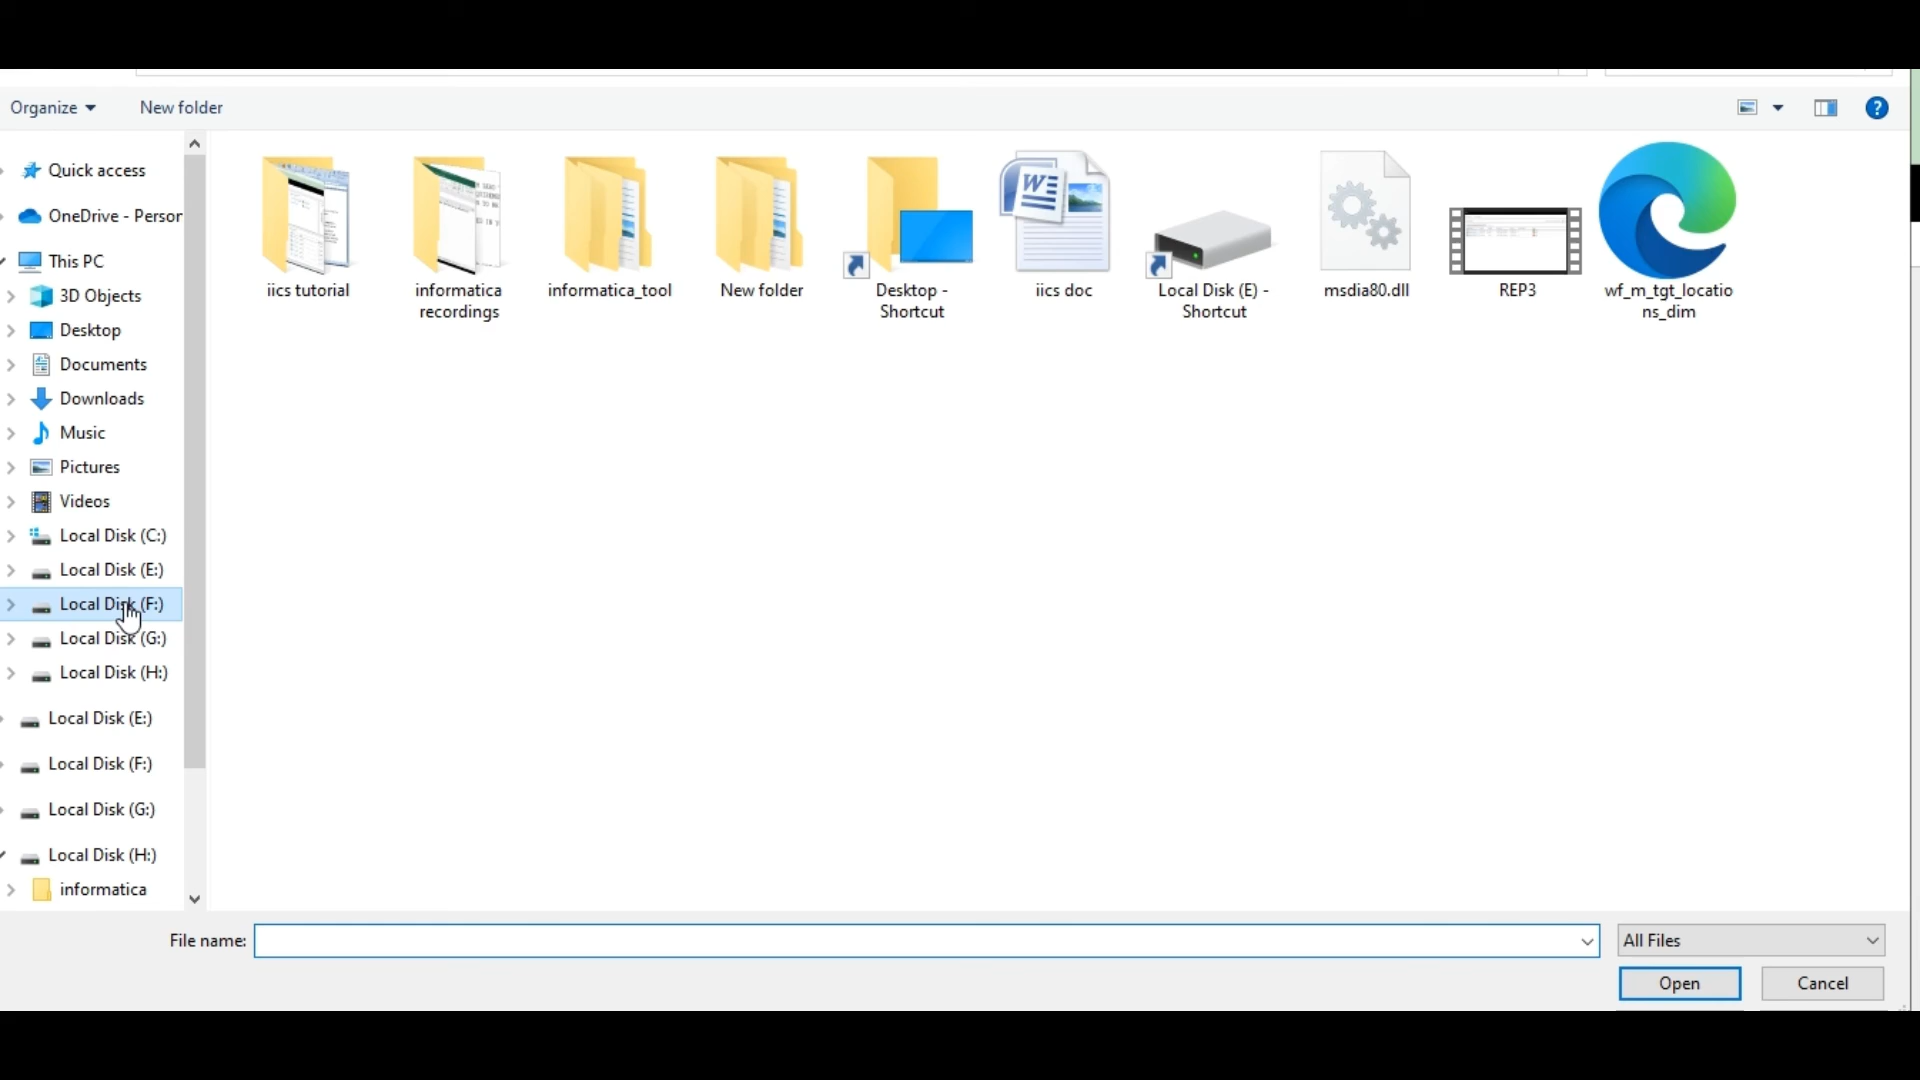 Organize
New folder
Quick access
OneDrive - Person
This PC
3D Objects
Desktop
Documents
Downloads
Music
Pictures
Videos
Local Disk (C:)
Local Disk (E:)
Local Disk (F:)
Local Disk (G:)
Local Disk (H:)
Local Disk (E:)
Local Disk (F:)
Local Disk (G:)
Local Disk (H:)
informatica
iics tutorial
informatica
recordings
informatica_tool
New folder
Desktop -
Shortcut
iics doc
Local Disk (E) -
Shortcut
msdia80.dll
REP3
wf_m_tgt_locatio
ns_dim
File name:
All Files
Open
Cancel